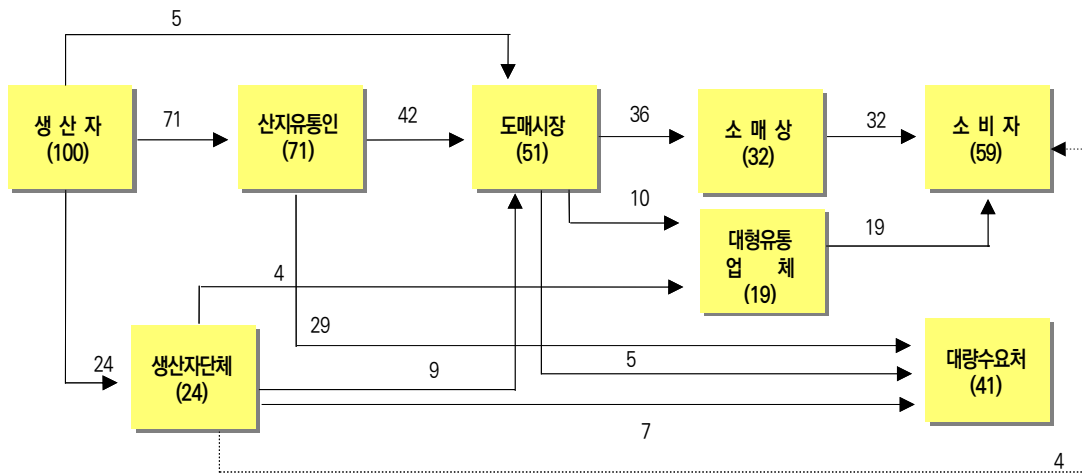 5
생 산 자
(100)
71
산지유통인
(71)
42
도매시장
(51)
36
소 매 상
(32)
32
소 비 자
(59)
10
대형유통
업 체
(19)
19
4
29
24
생산자단체
(24)
9
5
대량수요처
(41)
7
4